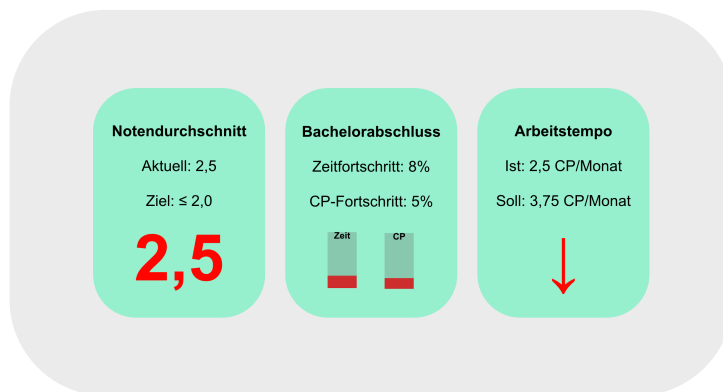 Notendurchschnitt
Aktuell: 2,5
Ziel: ≤ 2,0
2,5
Bachelorabschluss
Zeitfortschritt: 8%
CP-Fortschritt: 5%
Zeit
CP
Arbeitstempo
Ist: 2,5 CP/Monat
Soll: 3,75 CP/Monat